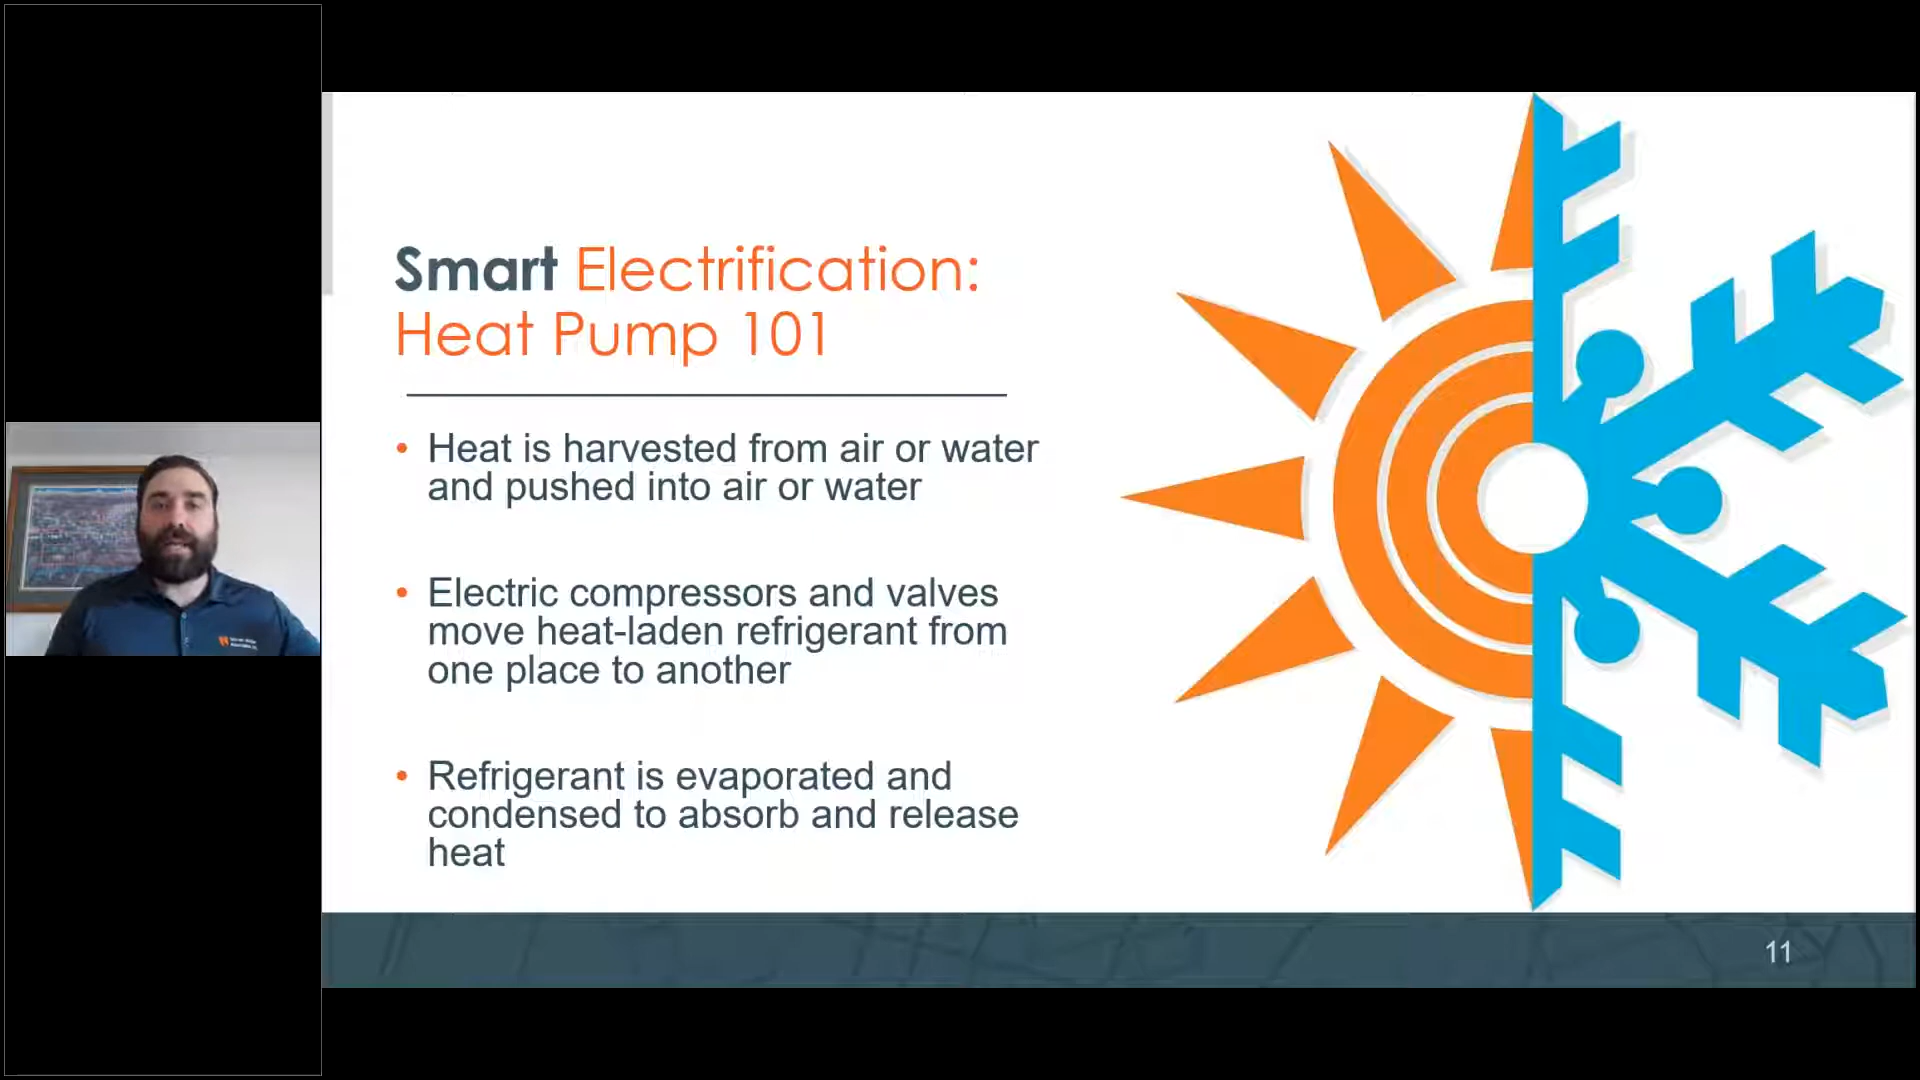 Smart Electrification:
Heat Pump 101
• Heat is harvested from air or water
and pushed into air or water
• Electric compressors and valves
move heat-laden refrigerant from
one place to another
• Refrigerant is evaporated and
condensed to absorb and release
heat
11